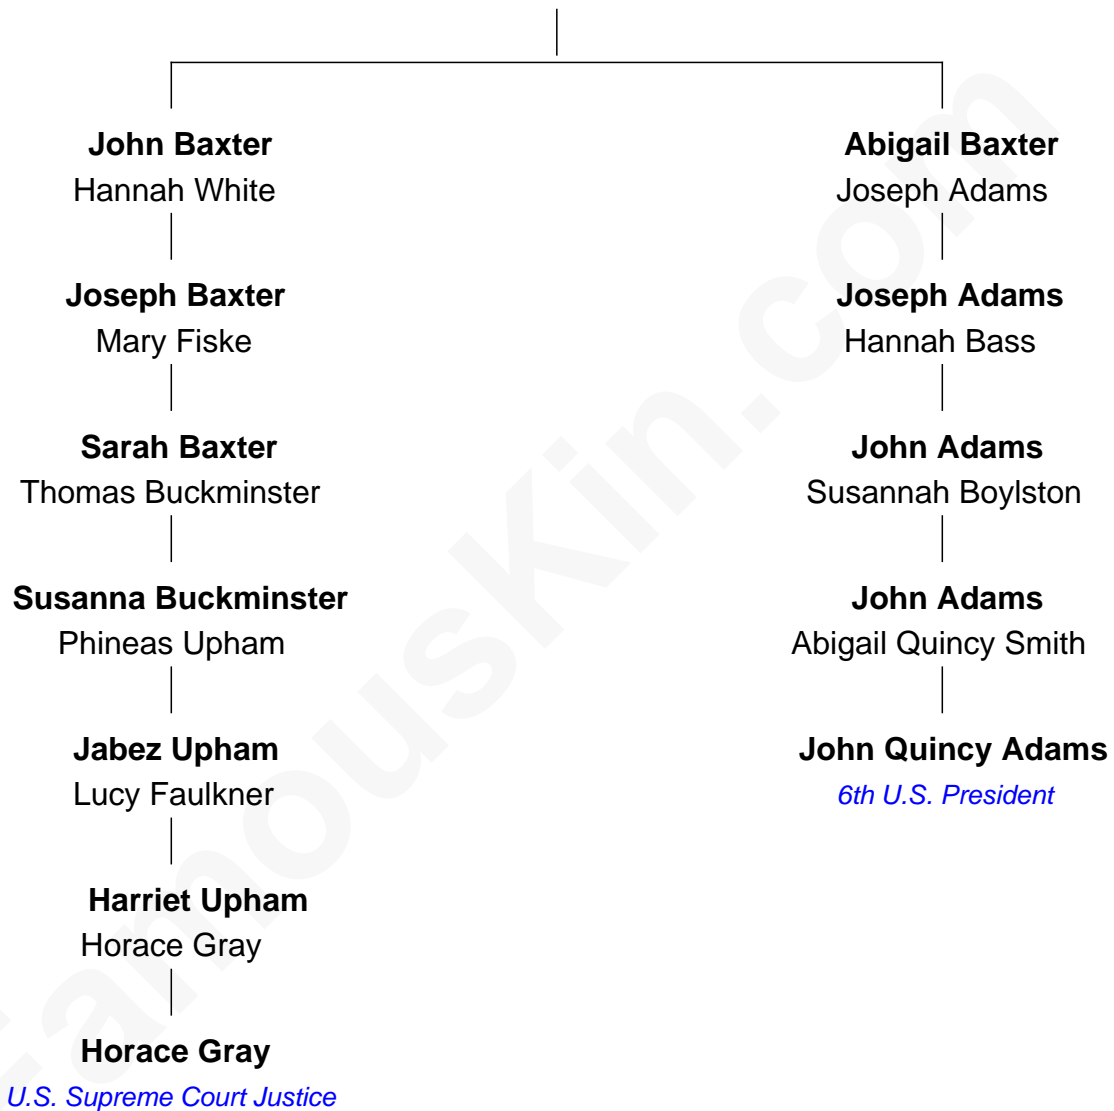 John Baxter
Hannah White
Abigail Baxter
Joseph Adams
Joseph Baxter
Mary Fiske
Joseph Adams
Hannah Bass
Sarah Baxter
Thomas Buckminster
John Adams
Susannah Boylston
Susanna Buckminster
Phineas Upham
John Adams
Abigail Quincy Smith
Jabez Upham
Lucy Faulkner
John Quincy Adams
6th U.S. President
Harriet Upham
Horace Gray
Horace Gray
U.S. Supreme Court Justice
FamousKin.com